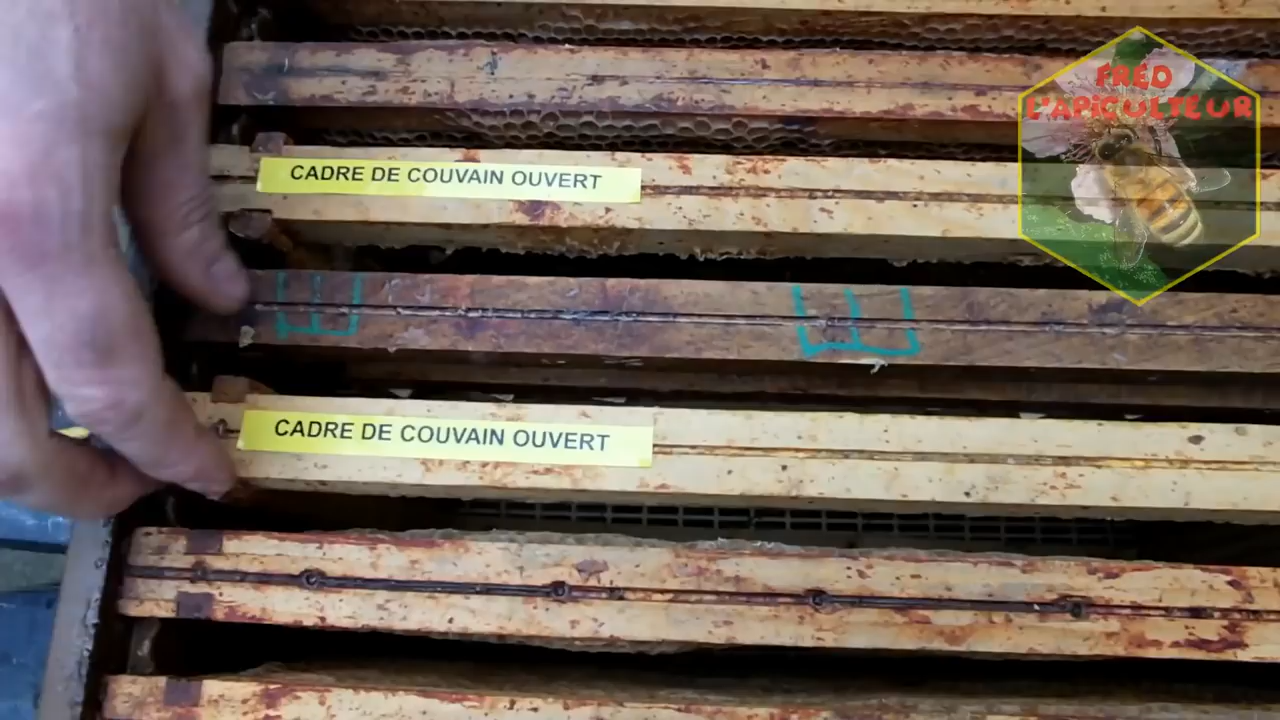 FRED
L'APICULTEUR
CADRE DE COUVAIN OUVERT
E E
CADRE DE COUVAIN OUVERT